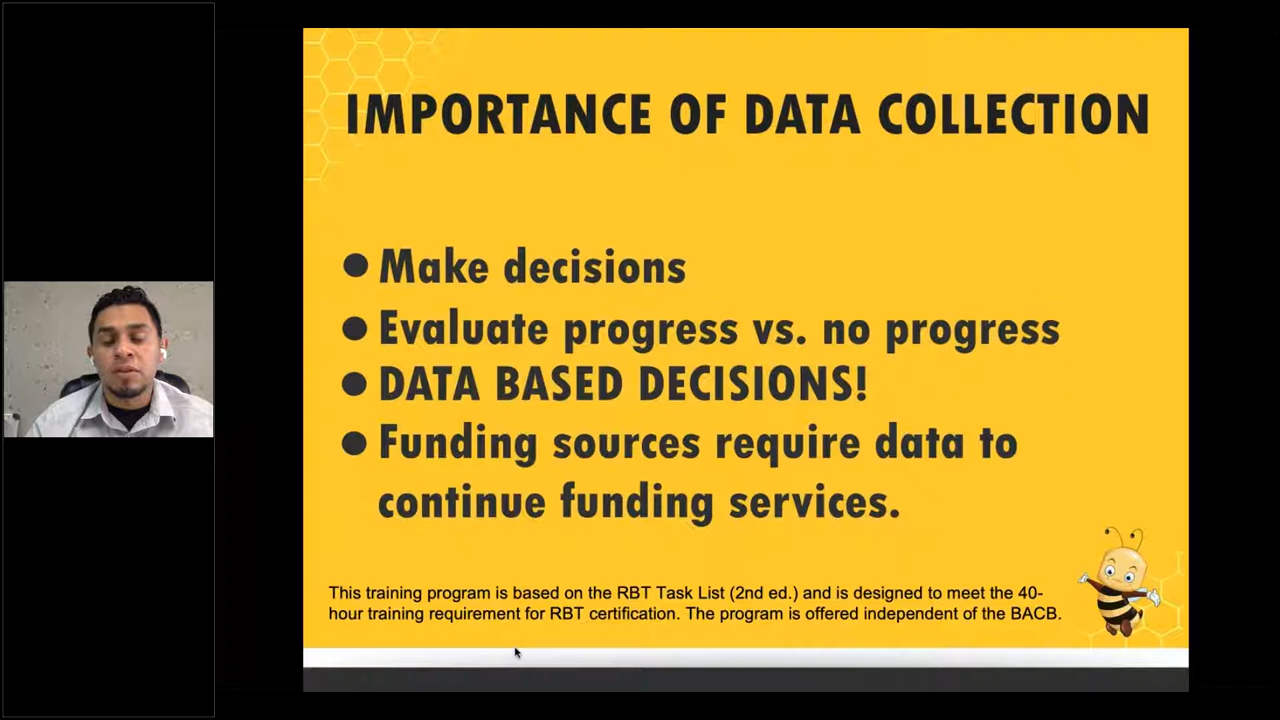 IMPORTANCE OF DATA COLLECTION
● Make decisions
● Evaluate progress vs. no progress
● DATA BASED DECISIONS!
● Funding sources require data to
continue funding services.
This training program is based on the RBT Task List (2nd ed.) and is designed to meet the 40-
hour training requirement for RBT certification. The program is offered independent of the BACB.